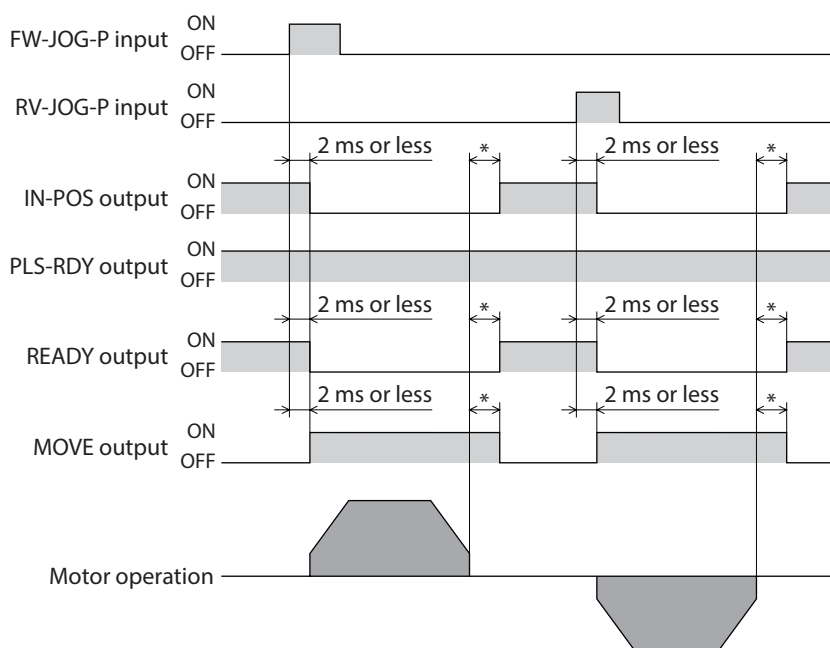 FW-JOG-P input ON
OFF
RV-JOG-P input ON
OFF
2 ms or less * 2 ms or less *
IN-POS output ON
OFF
PLS-RDY output ON
OFF
2 ms or less * 2 ms or less *
READY output ON
OFF
2 ms or less * 2 ms or less *
MOVE output ON
OFF
Motor operation